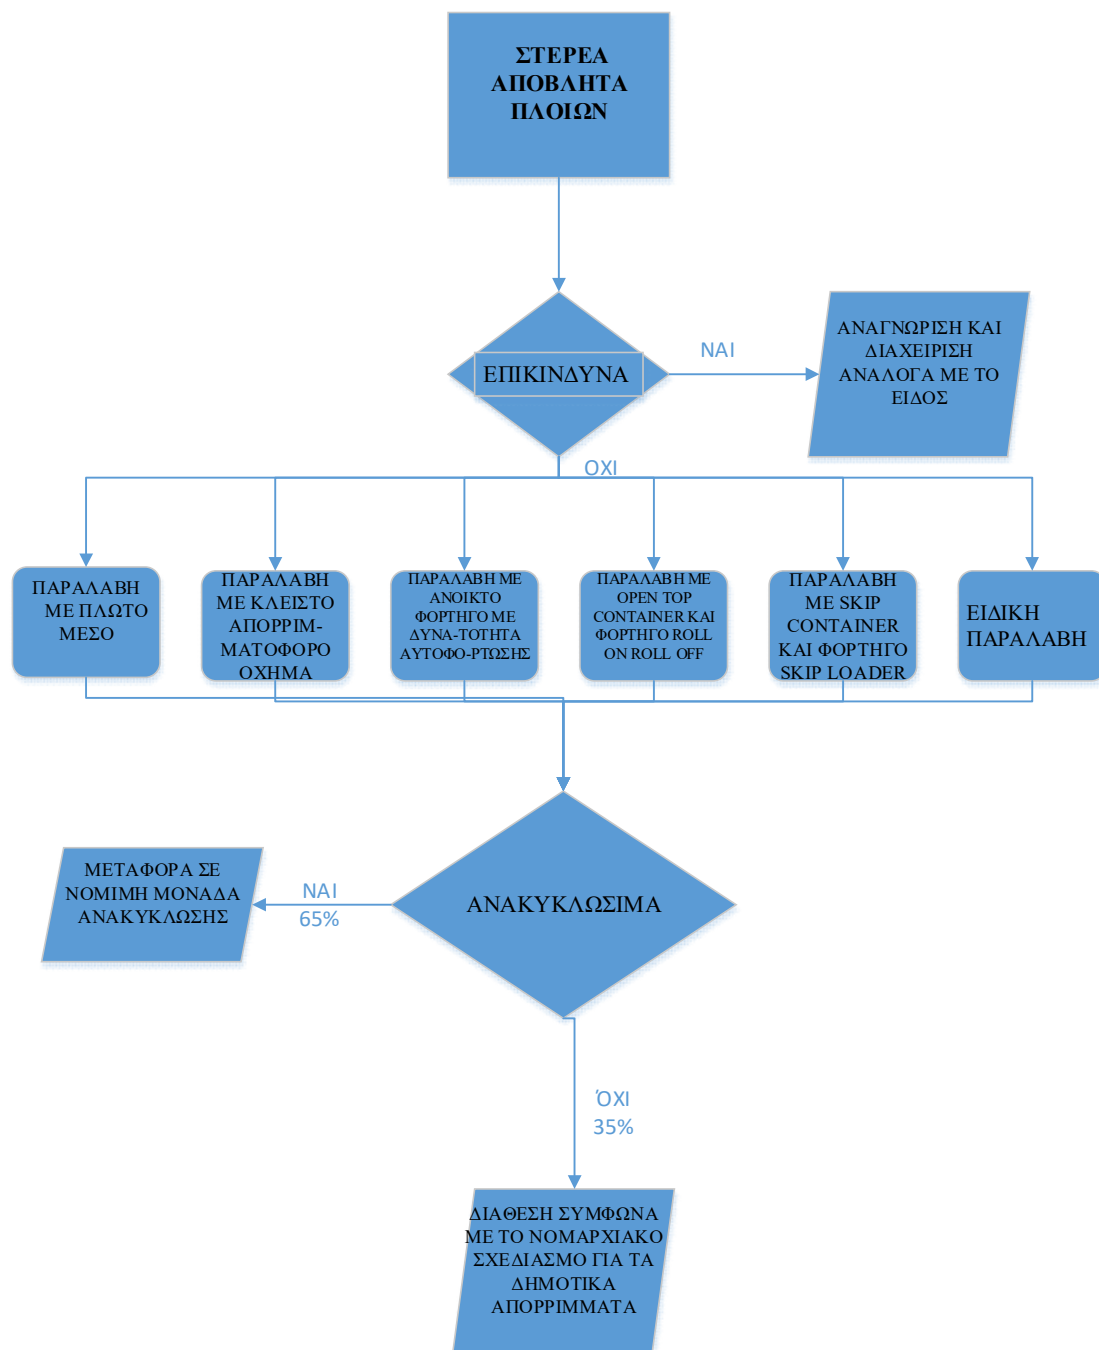 ΣΤΕΡΕΑ
ΑΠΟΒΛΗΤΑ
ΠΛΟΙΩΝ
ΕΠΙΚΙΝΔΥΝΑ
ΝΑΙ
ΑΝΑΓΝΩΡΙΣΗ ΚΑΙ
ΔΙΑΧΕΙΡΙΣΗ
ΑΝΑΛΟΓΑ ΜΕ ΤΟ
ΕΙΔΟΣ
ΟΧΙ
ΠΑΡΑΛΑΒΗ
ΜΕ ΠΛΩΤΟ
ΜΕΣΟ
ΠΑΡΑΛΑΒΗ
ΜΕ ΚΛΕΙΣΤΟ
ΑΠΟΡΡΙΜ-
ΜΑΤΟΦΟΡΟ
ΟΧΗΜΑ
ΠΑΡΑΛΑΒΗ ΜΕ
ΑΝΟΙΚΤΟ
ΦΟΡΤΗΓΟ ΜΕ
ΔΥΝΑ-ΤΟΤΗΤΑ
ΑΥΤΟΦΟ-ΡΤΩΣΗΣ
ΠΑΡΑΛΑΒΗ ΜΕ
OPEN TOP
CONTAINER ΚΑΙ
ΦΟΡΤΗΓΟ ROLL
ON ROLL OFF
ΠΑΡΑΛΑΒΗ
ΜΕ SKIP
CONTAINER
ΚΑΙ ΦΟΡΤΗΓΟ
SKIP LOADER
ΕΙΔΙΚΗ
ΠΑΡΑΛΑΒΗ
ΜΕΤΑΦΟΡΑ ΣΕ
ΝΟΜΙΜΗ ΜΟΝΑΔΑ
ΑΝΑΚΥΚΛΩΣΗΣ
ΝΑΙ
65%
ΑΝΑΚΥΚΛΩΣΙΜΑ
ΌΧΙ
35%
ΔΙΑΘΕΣΗ ΣΥΜΦΩΝΑ
ΜΕ ΤΟ ΝΟΜΑΡΧΙΑΚΟ
ΣΧΕΔΙΑΣΜΟ ΓΙΑ ΤΑ
ΔΗΜΟΤΙΚΑ
ΑΠΟΡΡΙΜΜΑΤΑ